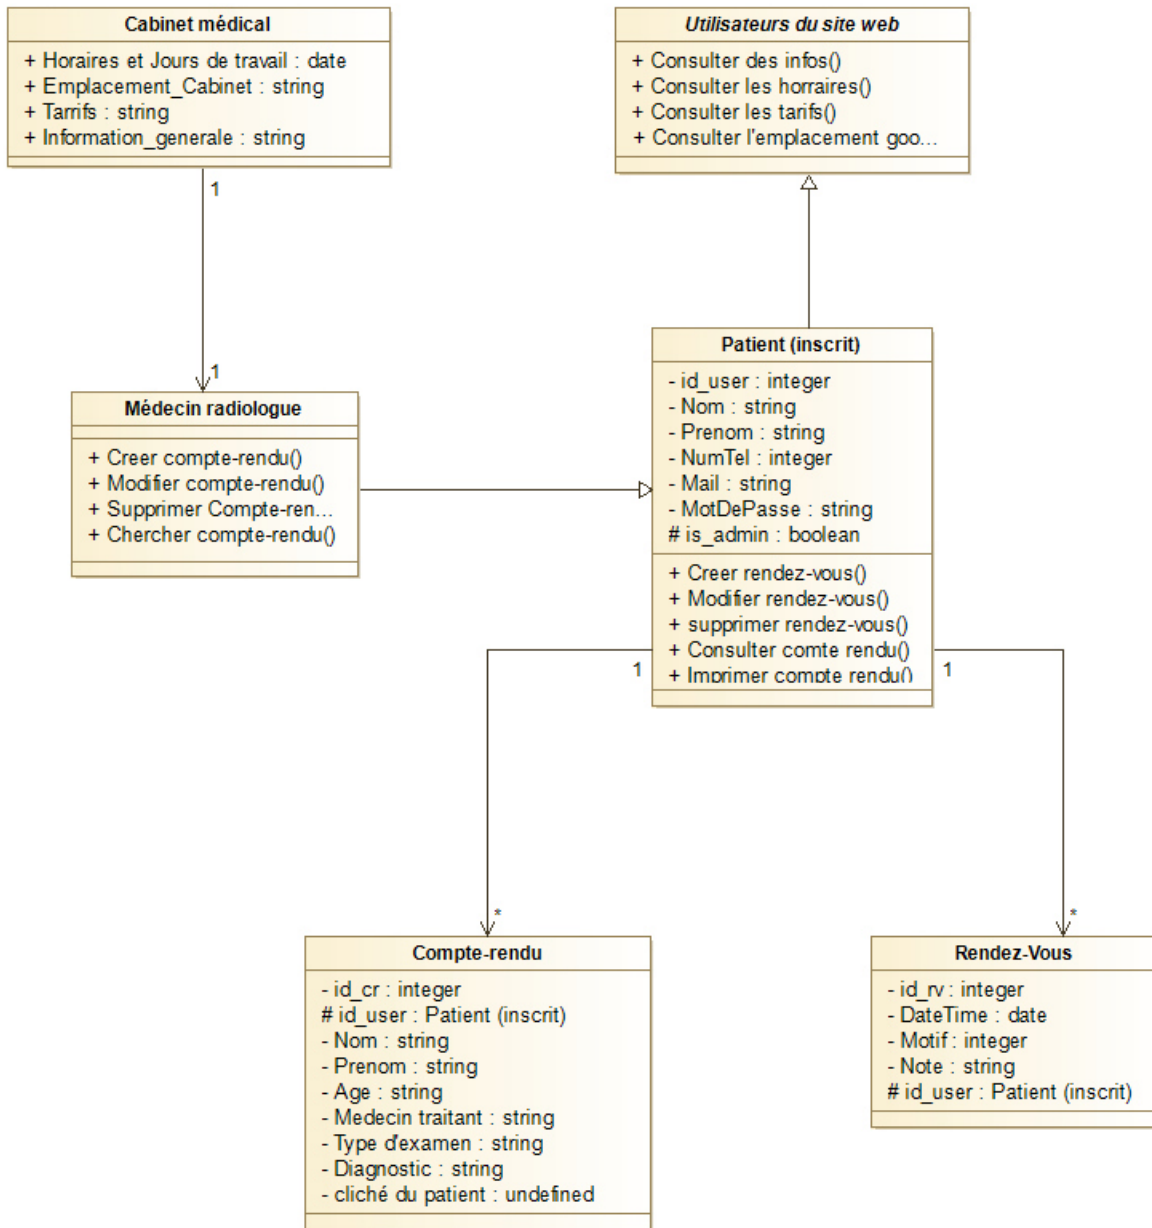 Cabinet médical
+ Horaires et Jours de travail : date
+ Emplacement_Cabinet : string
+ Tarrifs : string
+ Information_generale : string
Utilisateurs du site web
+ Consulter des infos()
+ Consulter les horraires()
+ Consulter les tarifs()
+ Consulter l'emplacement goo...
1
1
Médecin radiologue
+ Creer compte-rendu()
+ Modifier compte-rendu()
+ Supprimer Compte-ren...
+ Chercher compte-rendu()
Patient (inscrit)
- id_user : integer
- Nom : string
- Prenom : string
- NumTel : integer
- Mail : string
- MotDePasse : string
# is_admin : boolean
+ Creer rendez-vous()
+ Modifier rendez-vous()
+ supprimer rendez-vous()
+ Consulter comte rendu()
+ Imprimer compte rendu()
1
1
*
*
Compte-rendu
- id_cr : integer
# id_user : Patient (inscrit)
- Nom : string
- Prenom : string
- Age : string
- Medecin traitant : string
- Type d'examen : string
- Diagnostic : string
- cliché du patient : undefined
Rendez-Vous
- id_rv : integer
- DateTime : date
- Motif : integer
- Note : string
# id_user : Patient (inscrit)